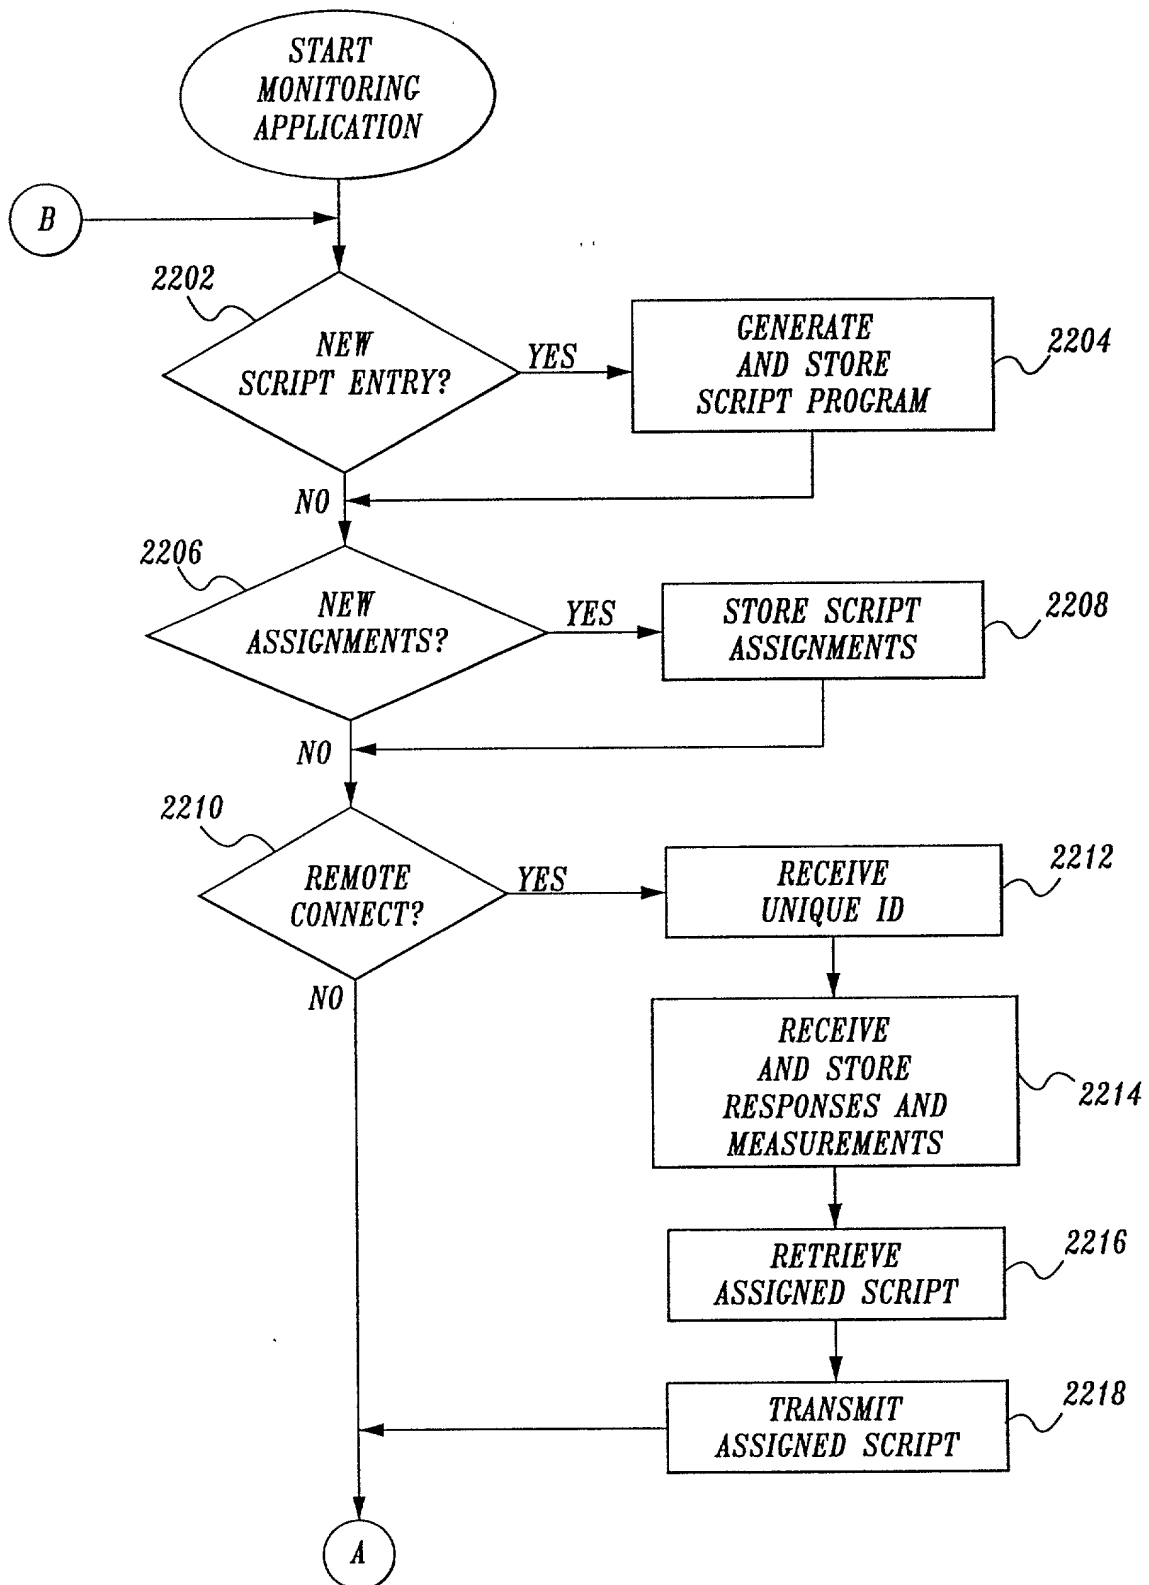 START
MONITORING
APPLICATION
B
2202
NEW
SCRIPT ENTRY?
YES
GENERATE
AND STORE
SCRIPT PROGRAM
2204
NO
2206
NEW
ASSIGNMENTS?
YES
STORE SCRIPT
ASSIGNMENTS
2208
NO
2210
REMOTE
CONNECT?
YES
RECEIVE
UNIQUE ID
2212
NO
RECEIVE
AND STORE
RESPONSES AND
MEASUREMENTS
2214
RETRIEVE
ASSIGNED SCRIPT
2216
TRANSMIT
ASSIGNED SCRIPT
2218
A